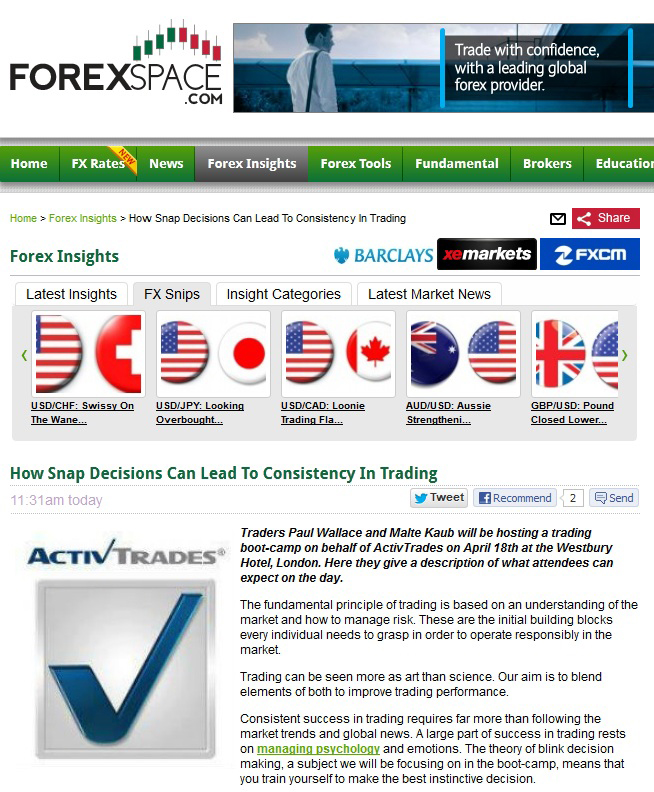 FOREXSPACE
.COM
Trade with confidence,
with a leading global
forex provider.
Home FX Rates NEW News Forex Insights Forex Tools Fundamental Brokers Education
Home > Forex Insights > How Snap Decisions Can Lead To Consistency In Trading
Share
Forex Insights
BARCLAYS xemarkets FXCM
Latest Insights FX Snips Insight Categories Latest Market News
USD/CHF: Swissy On
The Wane...
USD/JPY: Looking
Overbought...
USD/CAD: Loonie
Trading Fla...
AUD/USD: Aussie
Strengtheni...
GBP/USD: Pound
Closed Lower...
How Snap Decisions Can Lead To Consistency In Trading
11:31am today
Tweet Recommend 2 Send
ACTIVTRADES®
Traders Paul Wallace and Malte Kaub will be hosting a trading
boot-camp on behalf of ActivTrades on April 18th at the Westbury
Hotel, London. Here they give a description of what attendees can
expect on the day.
The fundamental principle of trading is based on an understanding of the
market and how to manage risk. These are the initial building blocks
every individual needs to grasp in order to operate responsibly in the
market.
Trading can be seen more as art than science. Our aim is to blend
elements of both to improve trading performance.
Consistent success in trading requires far more than following the
market trends and global news. A large part of success in trading rests
on managing psychology and emotions. The theory of blink decision
making, a subject we will be focusing on in the boot-camp, means that
you train yourself to make the best instinctive decision.